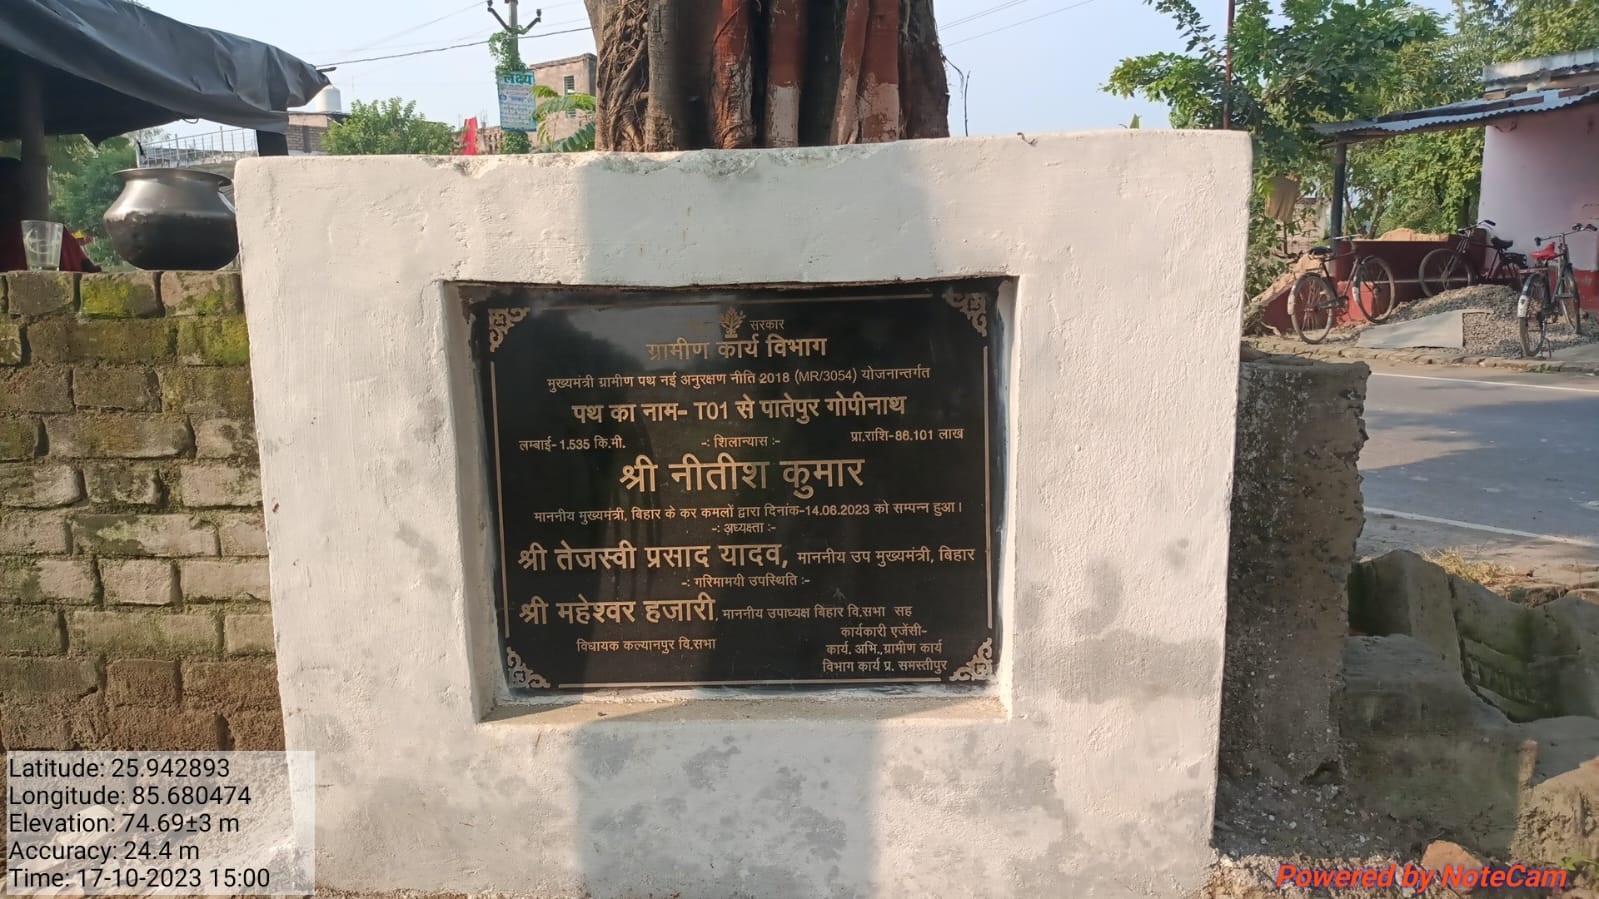 लक्ष्य
सरकार
ग्रामीण कार्य विभाग
मुख्यमंत्री ग्रामीण पथ नई अनुरक्षण नीति 2018 (MR/3054) योजनान्तर्गत
पथ का नाम- T01 से पातेपुर गोपीनाथ
लम्बाई- 1.535 कि.मी. -: शिलान्यास :- प्रा.राशि-86.101 लाख
श्री नीतीश कुमार
माननीय मुख्यमंत्री, बिहार के कर कमलों द्वारा दिनांक-14.06.2023 को सम्पन्न हुआ।
-: अध्यक्षता :-
श्री तेजस्वी प्रसाद यादव, माननीय उप मुख्यमंत्री, बिहार
-: गरिमामयी उपस्थिति :-
श्री महेश्वर हजारी, माननीय उपाध्यक्ष बिहार वि.सभा सह
विधायक कल्यानपुर वि.सभा
कार्यकारी एजेंसी-
कार्य. अभि.,ग्रामीण कार्य
विभाग कार्य प्र. समस्तीपुर
Latitude: 25.942893
Longitude: 85.680474
Elevation: 74.69±3 m
Accuracy: 24.4 m
Time: 17-10-2023 15:00
Powered by NoteCam